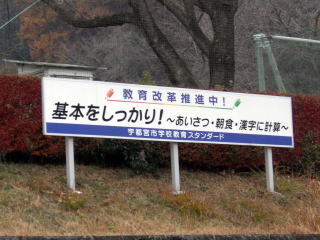 教育改革推進中！
基本をしっかり！～あいさつ・朝食・漢字に計算～
宇都宮市学校教育スタンダード